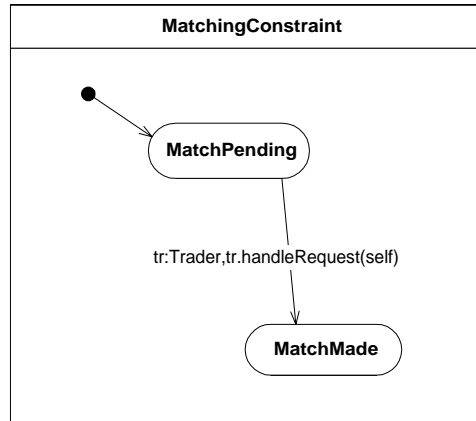 MatchingConstraint
MatchPending
tr:Trader,tr.handleRequest(self)
MatchMade